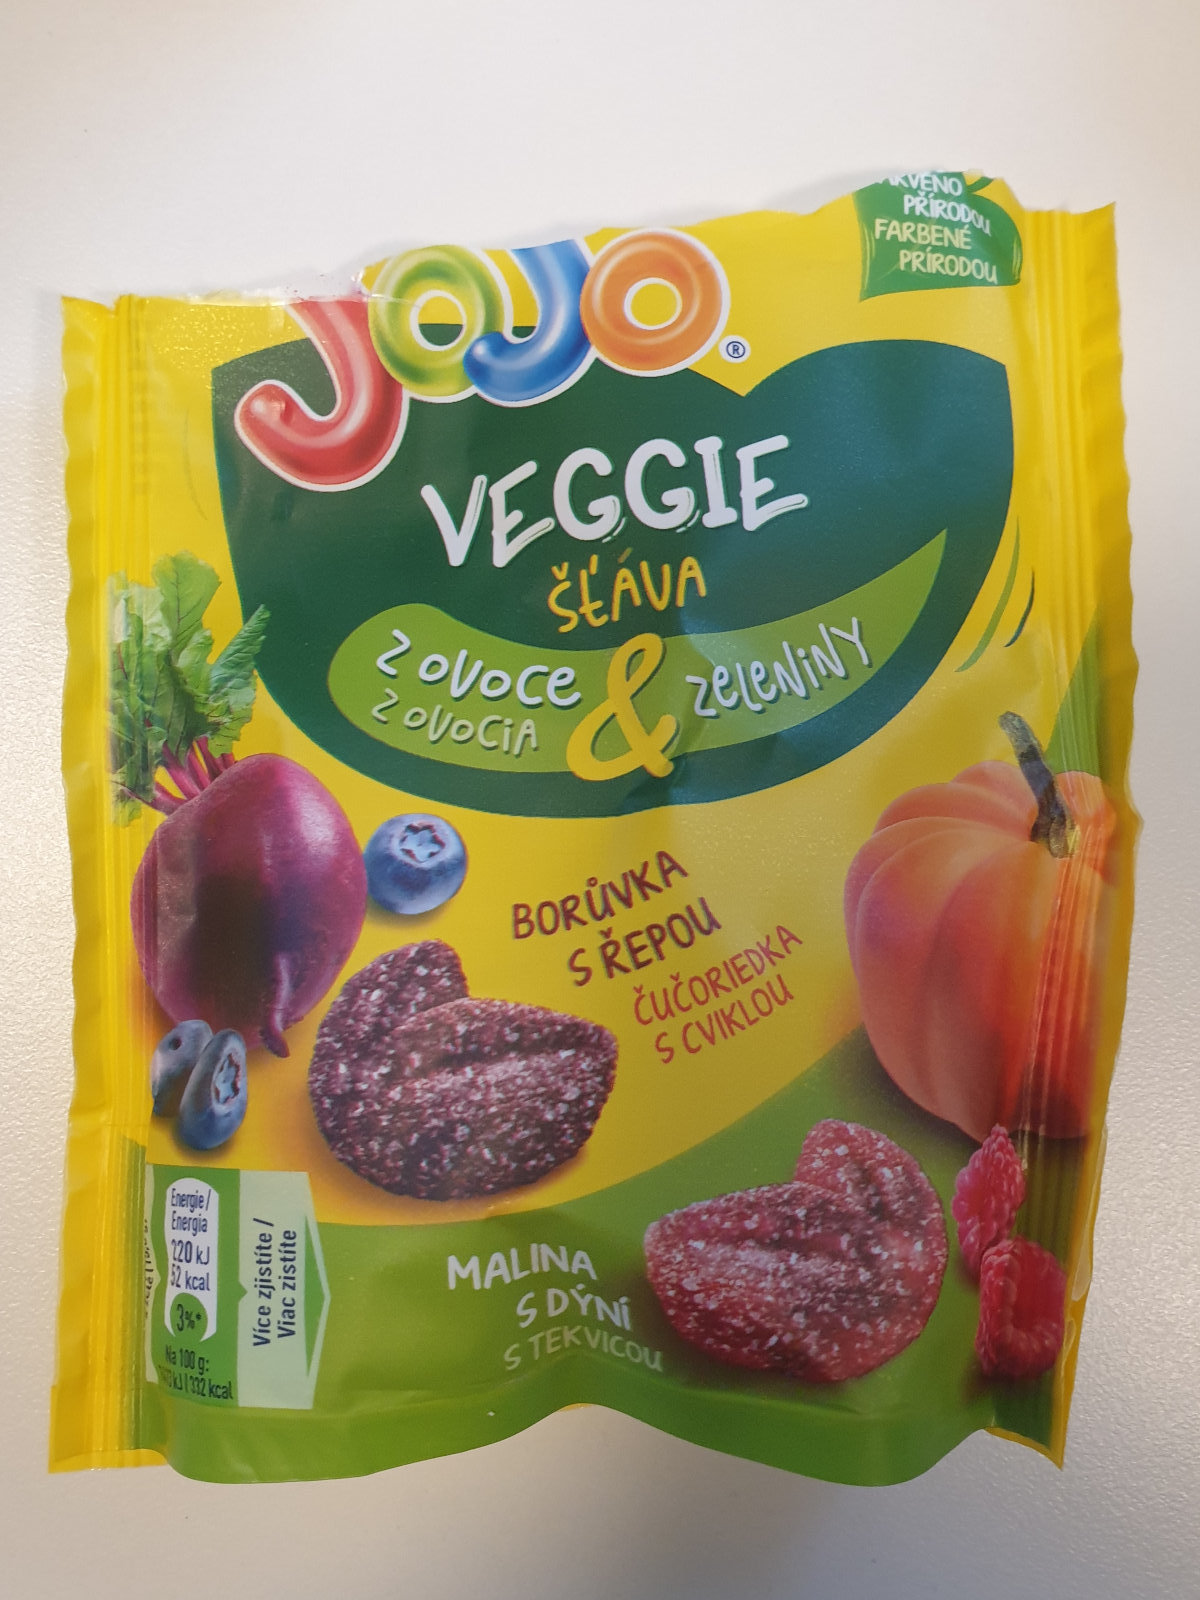 PŘÍRODOU
FARBENÉ
PRÍRODOU
JOJO
®
VEGGIE
ŠŤÁVA
Z OVOCE & ZELENINY
Z OVOCIA
BORŮVKA
S ŘEPOU
ČUČORIEDKA
S CVIKLOU
MALINA
S DÝNÍ
S TEKVICOU
Energie/
Energia
220 kJ
52 kcal
3%*
Na 100 g:
kJ | 332 kcal
Více zjistíte /
Viac zistíte